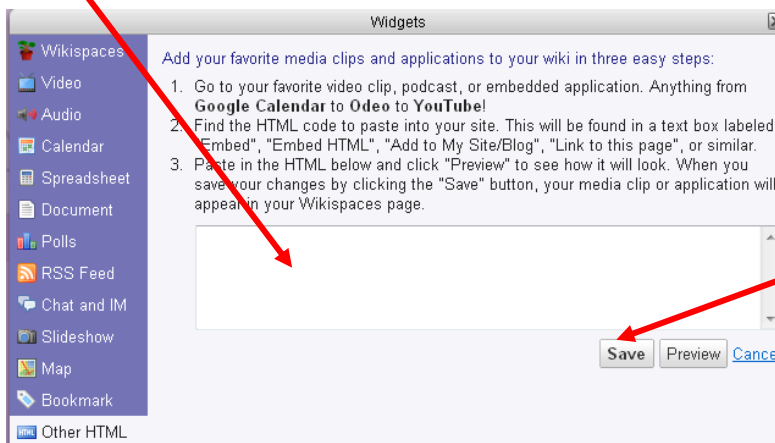 Widgets
Wikispaces
Video
Audio
Calendar
Spreadsheet
Document
Polls
RSS Feed
Chat and IM
Slideshow
Map
Bookmark
Other HTML
Add your favorite media clips and applications to your wiki in three easy steps:
1. Go to your favorite video clip, podcast, or embedded application. Anything from
Google Calendar to Odeo to YouTube!
2. Find the HTML code to paste into your site. This will be found in a text box labeled
"Embed", "Embed HTML", "Add to My Site/Blog", "Link to this page", or similar.
3. Paste in the HTML below and click "Preview" to see how it will look. When you
save your changes by clicking the "Save" button, your media clip or application will
appear in your Wikispaces page.
Save Preview Cance